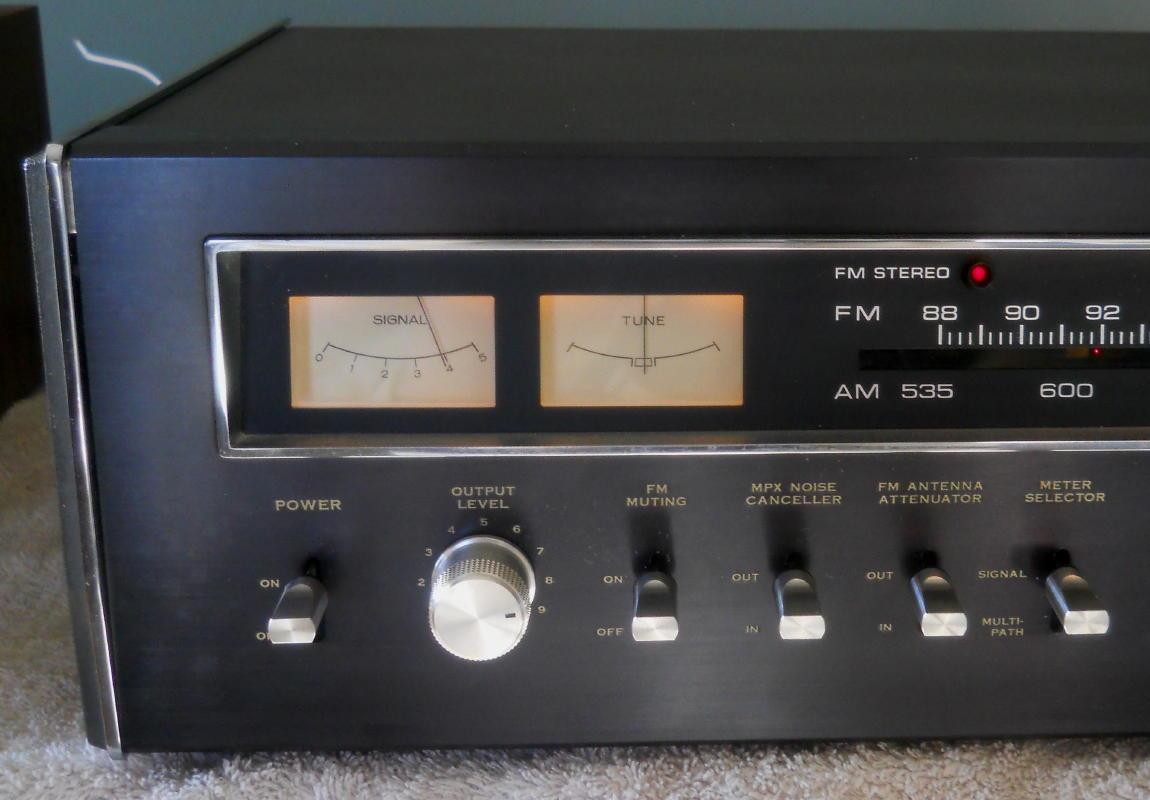 FM STEREO
SIGNAL
0 1 2 3 4 5
TUNE
FM 88 90 92
AM 535 600
POWER
ON
OUTPUT
LEVEL
2 3 4 5 6 7 8 9
FM
MUTING
ON
OFF
MPX NOISE
CANCELLER
OUT
IN
FM ANTENNA
ATTENUATOR
OUT
IN
METER
SELECTOR
SIGNAL
MULTI-
PATH